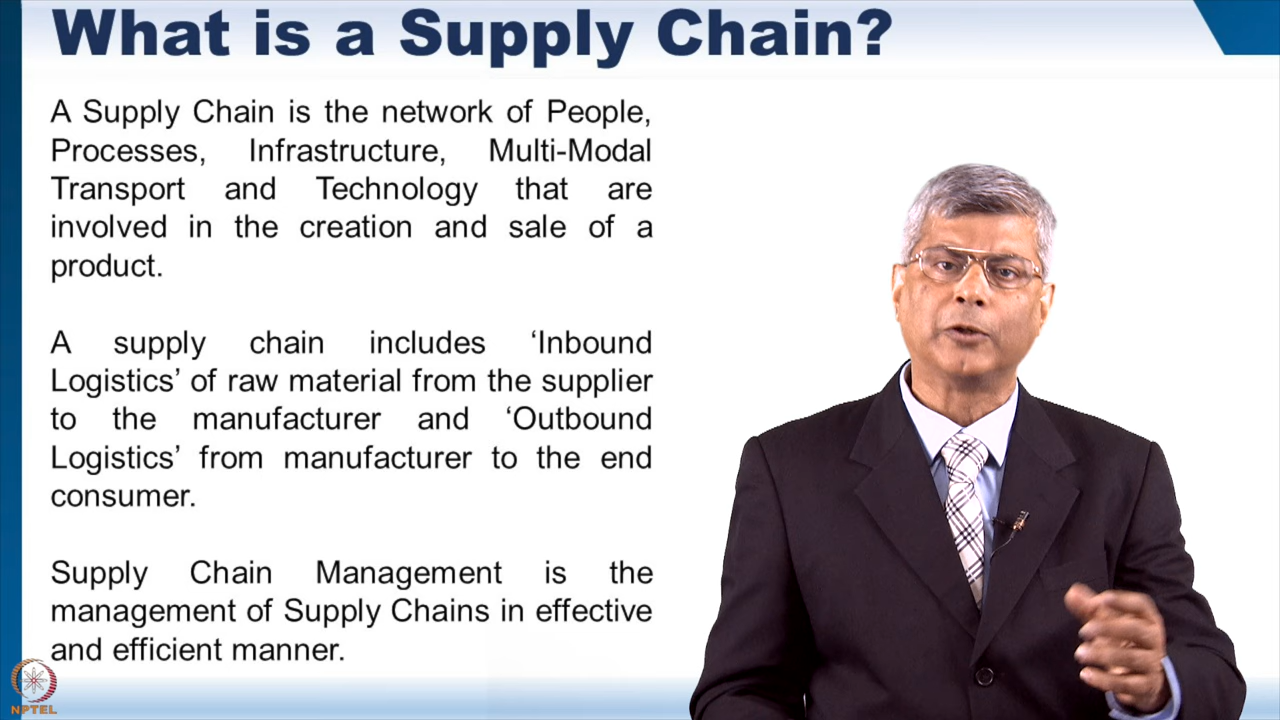 What is a Supply Chain?
A Supply Chain is the network of People,
Processes, Infrastructure, Multi-Modal
Transport and Technology that are
involved in the creation and sale of a
product.
A supply chain includes ‘Inbound
Logistics’ of raw material from the supplier
to the manufacturer and ‘Outbound
Logistics’ from manufacturer to the end
consumer.
Supply Chain Management is the
management of Supply Chains in effective
and efficient manner.
NPTEL